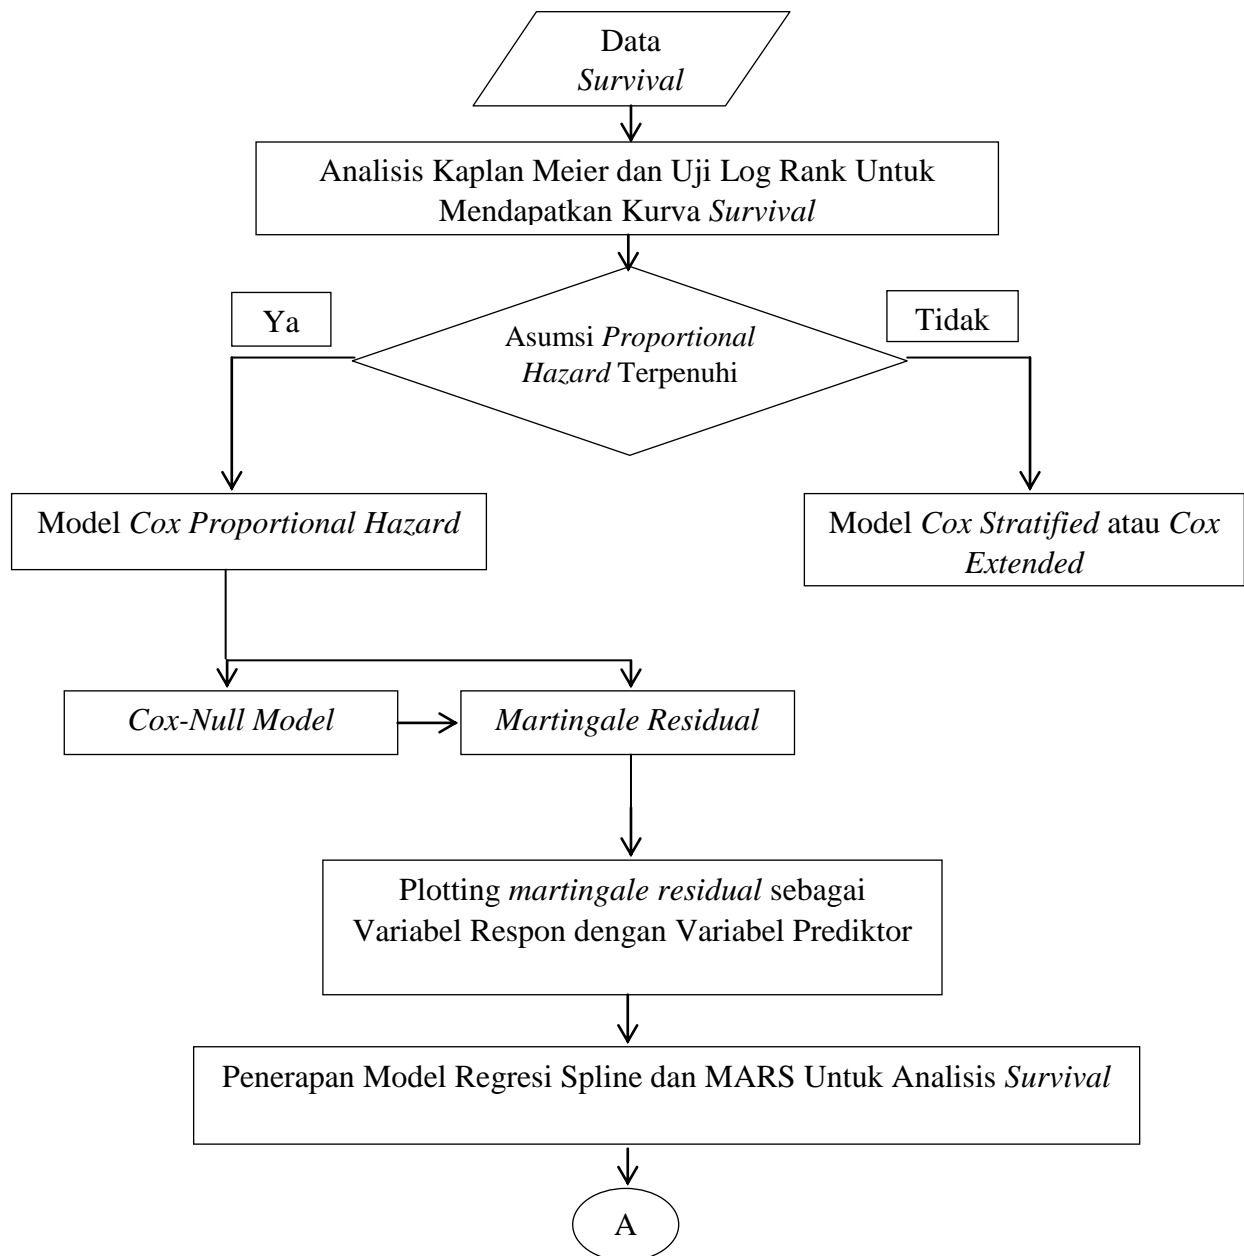 Data
Survival
Analisis Kaplan Meier dan Uji Log Rank Untuk
Mendapatkan Kurva Survival
Ya
Tidak
Asumsi Proportional
Hazard Terpenuhi
Model Cox Proportional Hazard
Model Cox Stratified atau Cox
Extended
Cox-Null Model
Martingale Residual
Plotting martingale residual sebagai
Variabel Respon dengan Variabel Prediktor
Penerapan Model Regresi Spline dan MARS Untuk Analisis Survival
A